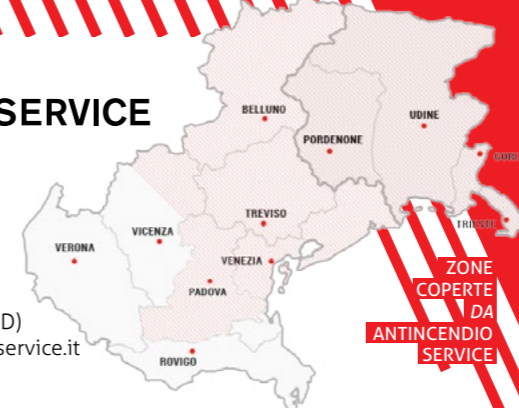 SERVICE
BELLUNO
UDINE
PORDENONE
TRIESTE
TREVISO
VICENZA
VERONA
VENEZIA
PADOVA
ROVIGO
D)
service.it
ZONE
COPERTE
DA
ANTINCENDIO
SERVICE